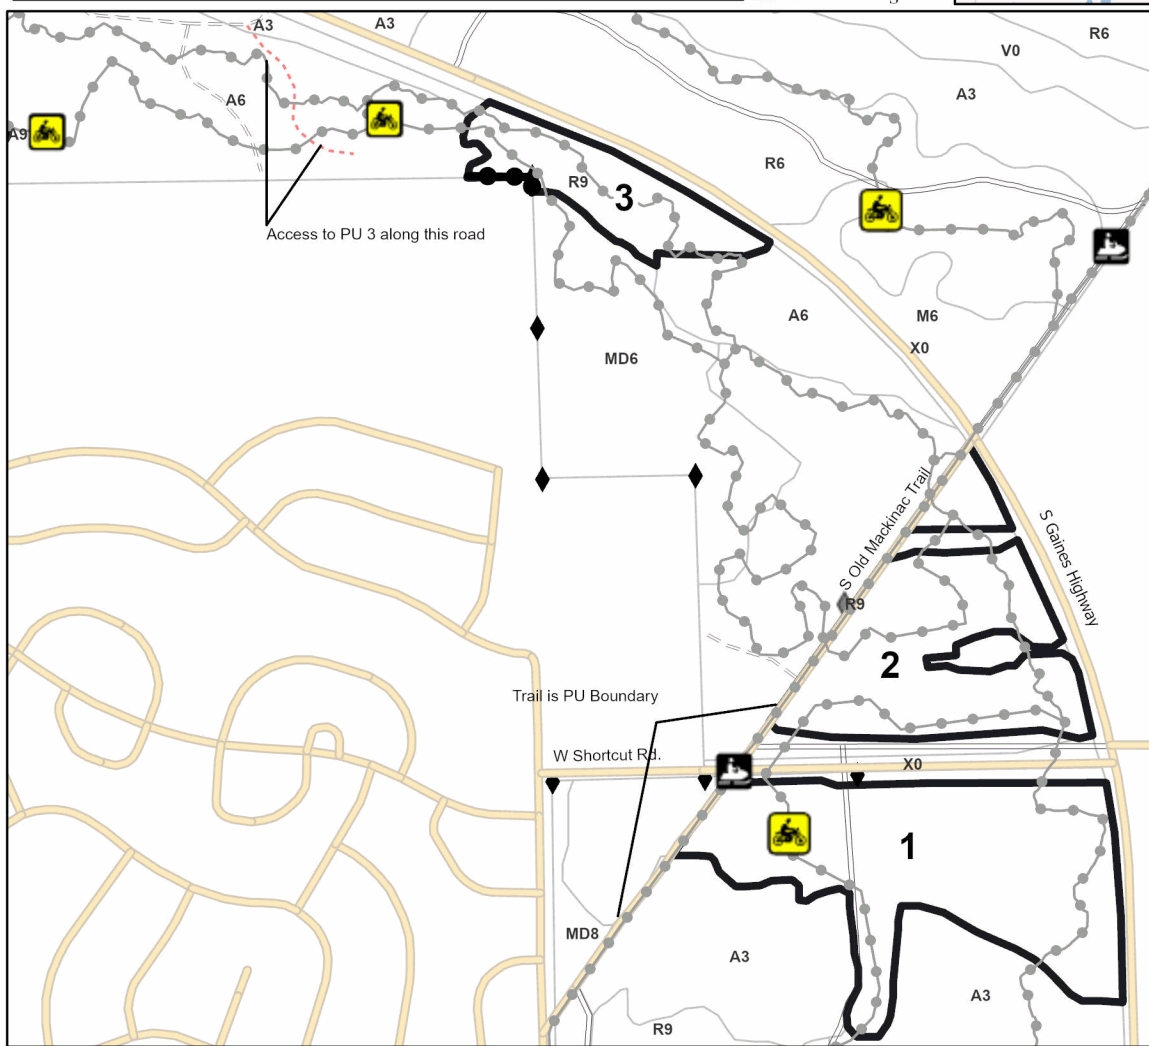 A3
A3
R6
V0
A3
A6
A9
R6
R9
3
Access to PU 3 along this road
A6
M6
X0
MD6
S Old Mackinac Trail
S Gaines Highway
R9
2
Trail is PU Boundary
W Shortcut Rd.
X0
1
MD8
A3
A3
R9